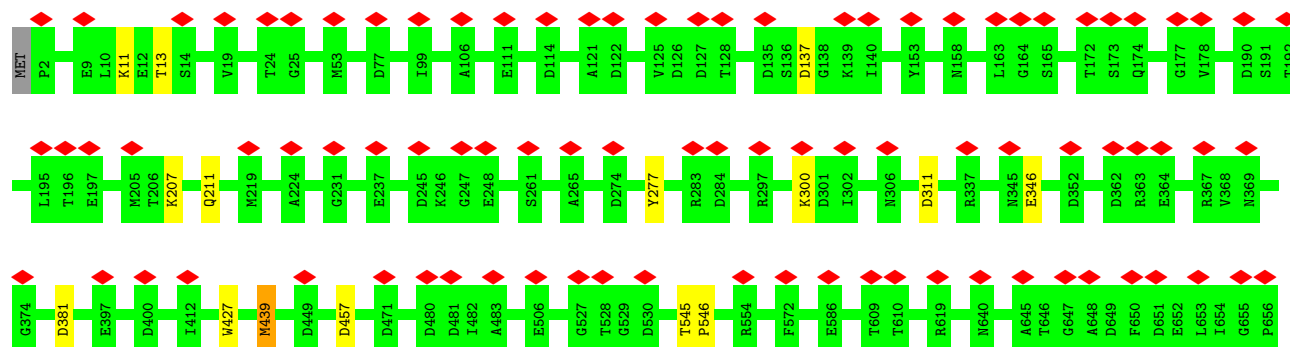 MET P2 E9 L10 K11 E12 T13 S14 V19 T24 G25 M53 D77 I99 A106 E111 D114 A121 D122 V125 D126 D127 T128 D135 S136 D137 G138 K139 I140 Y153 N158 L163 G164 S165 T172 S173 Q174 G177 V178 D190 S191 T192
L195 T196 E197 M205 T206 K207 Q211 M219 A224 G231 E237 D245 K246 G247 E248 S261 A265 D274 Y277 R283 D284 R297 K300 D301 I302 N306 D311 R337 N345 E346 D352 D362 R363 E364 R367 V368 N369
G374 D381 E397 D400 I412 W427 M439 D449 D457 D471 D480 D481 I482 A483 E506 G527 T528 G529 D530 T545 P546 R554 F572 E586 T609 T610 R619 N640 A645 T646 G647 A648 D649 F650 D651 E652 L653 I654 G655 P656